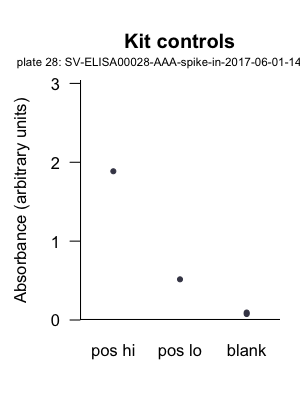 Kit controls
plate 28: SV-ELISA00028-AAA-spike-in-2017-06-01-14
Absorbance (arbitrary units)
3
2
1
0
pos hi pos lo blank